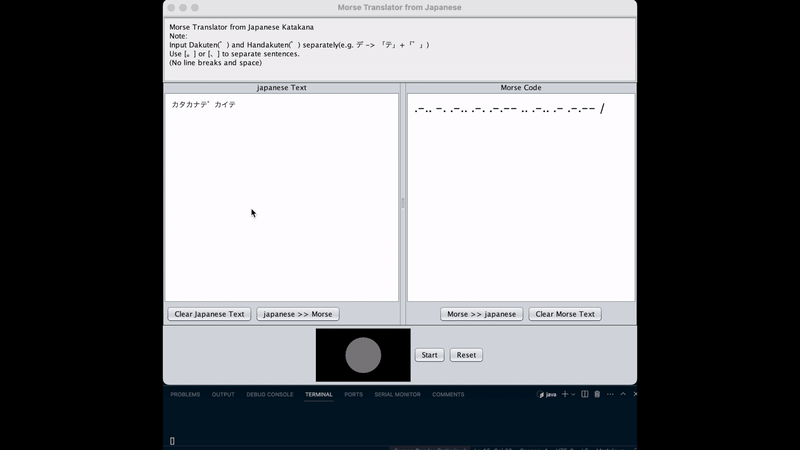 Morse Translator from Japanese
Morse Translator from Japanese Katakana
Note:
Input Dakuten(゛) and Handakuten(゜) separately(e.g. デ -> 「テ」+「゛」)
Use [。] or [、] to separate sentences.
(No line breaks and space)
Japanese Text
Morse Code
カタカナテ゛カイテ
.-.. -. .-.. .-. .-.-- .. .-.. .- .-.-- /
Clear Japanese Text
japanese >> Morse
Morse >> japanese
Clear Morse Text
Start
Reset
PROBLEMS OUTPUT DEBUG CONSOLE TERMINAL PORTS SERIAL MONITOR COMMENTS
java